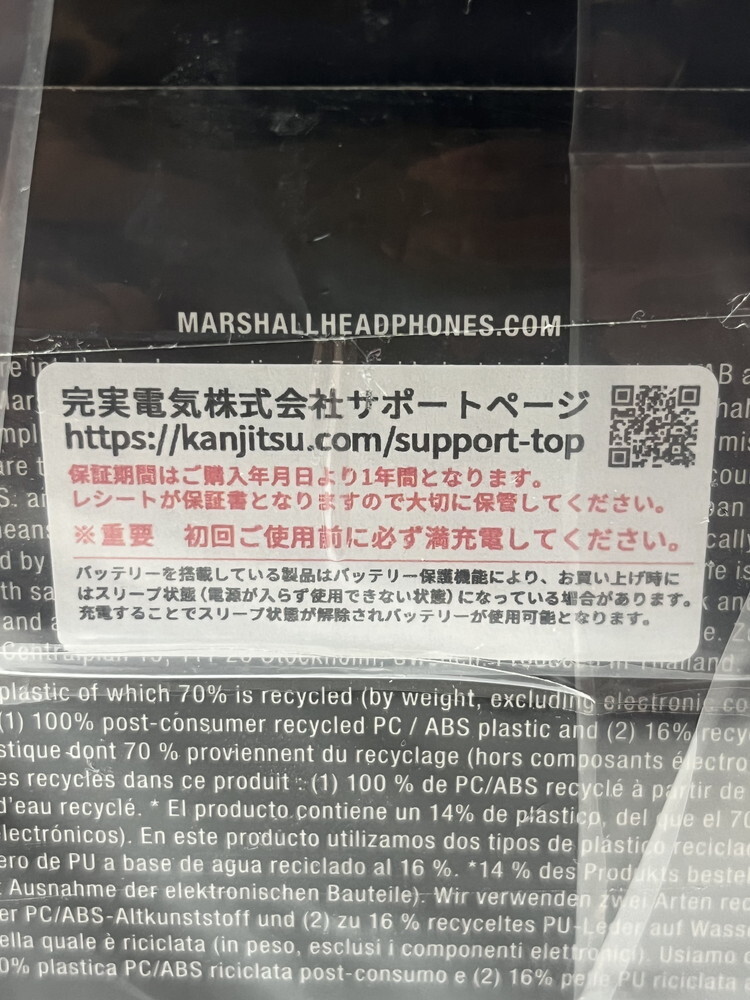 MARSHALLHEADPHONES.COM
完実電気株式会社サポートページ
https://kanjitsu.com/support-top
保証期間はご購入年月日より1年間となります。
レシートが保証書となりますので大切に保管してください。
※重要 初回ご使用前に必ず満充電してください。
バッテリーを搭載している製品はバッテリー保護機能により、お買い上げ時に
はスリープ状態（電源が入らず使用できない状態）になっている場合があります。
充電することでスリープ状態が解除されバッテリーが使用可能となります。
plastic of which 70% is recycled (by weight, excluding electronic co
(1) 100% post-consumer recycled PC / ABS plastic and (2) 16% recy
stique dont 70 % proviennent du recyclage (hors composants électro
es recyclés dans ce produit : (1) 100 % de PC/ABS recyclé à partir de
d'eau recyclé. * El producto contiene un 14% de plástico, del que el 70
lectrónicos). En este producto utilizamos dos tipos de plástico recicla
ero de PU a base de agua reciclado al 16 %. *14 % des Produkts beste
t Ausnahme der elektronischen Bauteile). Wir verwenden zwei Arten rec
er PC/ABS-Altkunststoff und (2) zu 16 % recyceltes PU-Leder auf Wasse
ella quale è riciclata (in peso, esclusi i componenti elettronici). Usiamo d
0% plastica PC/ABS riciclata post-consumo e (2) 16% pelle PU riciclata